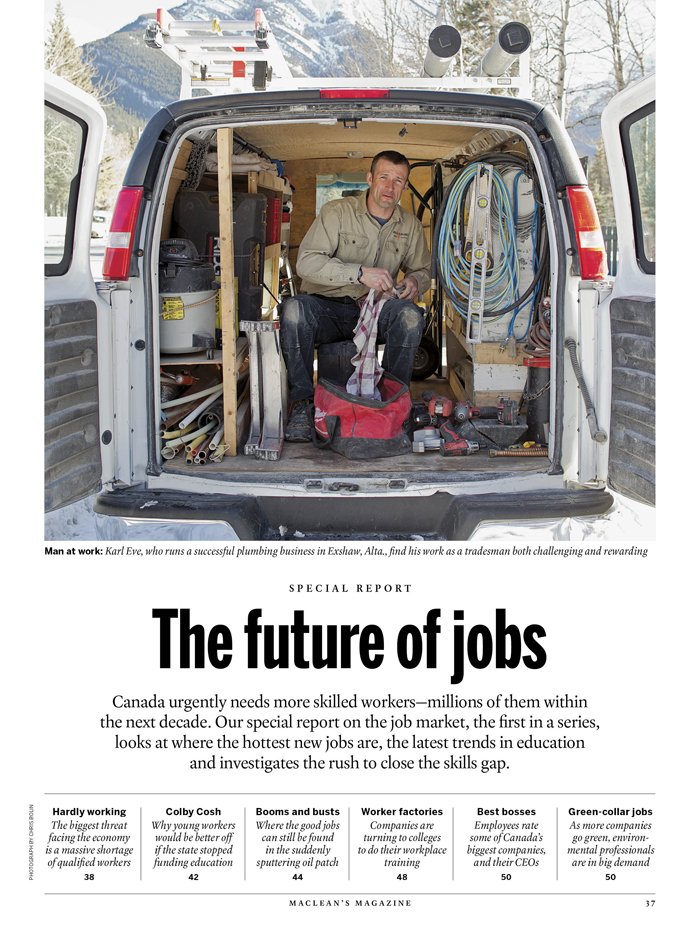 Man at work: Karl Eve, who runs a successful plumbing business in Exshaw, Alta., find his work as a tradesman both challenging and rewarding
SPECIAL REPORT
The future of jobs
Canada urgently needs more skilled workers—millions of them within
the next decade. Our special report on the job market, the first in a series,
looks at where the hottest new jobs are, the latest trends in education
and investigates the rush to close the skills gap.
PHOTOGRAPH BY CHRIS BOLIN
Hardly working
The biggest threat
facing the economy
is a massive shortage
of qualified workers
38
Colby Cosh
Why young workers
would be better off
if the state stopped
funding education
42
Booms and busts
Where the good jobs
can still be found
in the suddenly
sputtering oil patch
44
Worker factories
Companies are
turning to colleges
to do their workplace
training
48
Best bosses
Employees rate
some of Canada's
biggest companies,
and their CEOs
50
Green-collar jobs
As more companies
go green, environ-
mental professionals
are in big demand
50
MACLEAN'S MAGAZINE
37